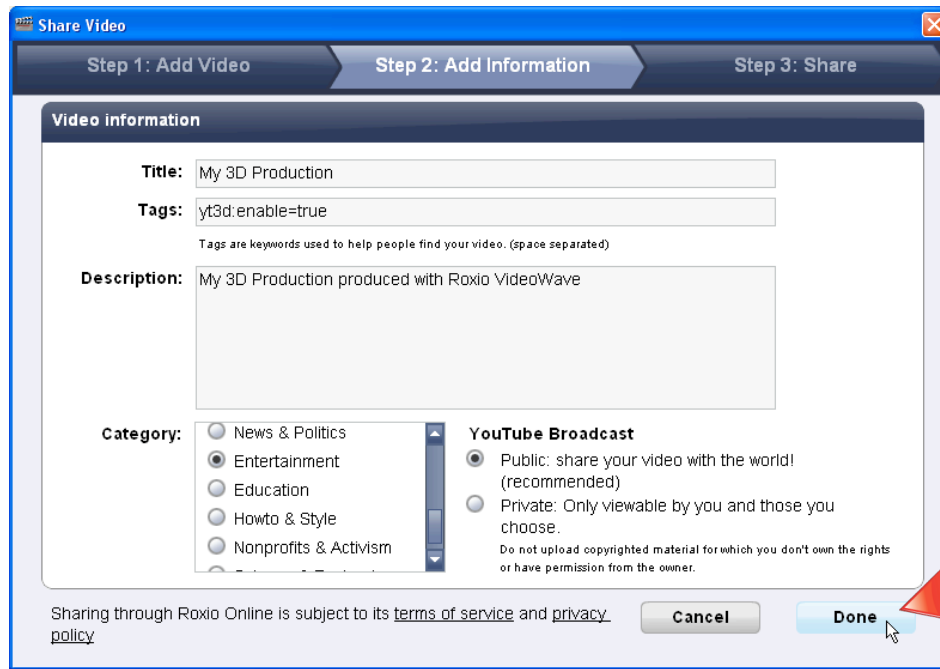 Share Video
Step 1: Add Video
Step 2: Add Information
Step 3: Share
Video information
Title: My 3D Production
Tags: yt3d:enable=true
Tags are keywords used to help people find your video. (space separated)
Description: My 3D Production produced with Roxio VideoWave
Category:
News & Politics
Entertainment
Education
Howto & Style
Nonprofits & Activism
YouTube Broadcast
Public: share your video with the world!
(recommended)
Private: Only viewable by you and those you
choose.
Do not upload copyrighted material for which you don't own the rights
or have permission from the owner.
Sharing through Roxio Online is subject to its terms of service and privacy
policy
Cancel
Done